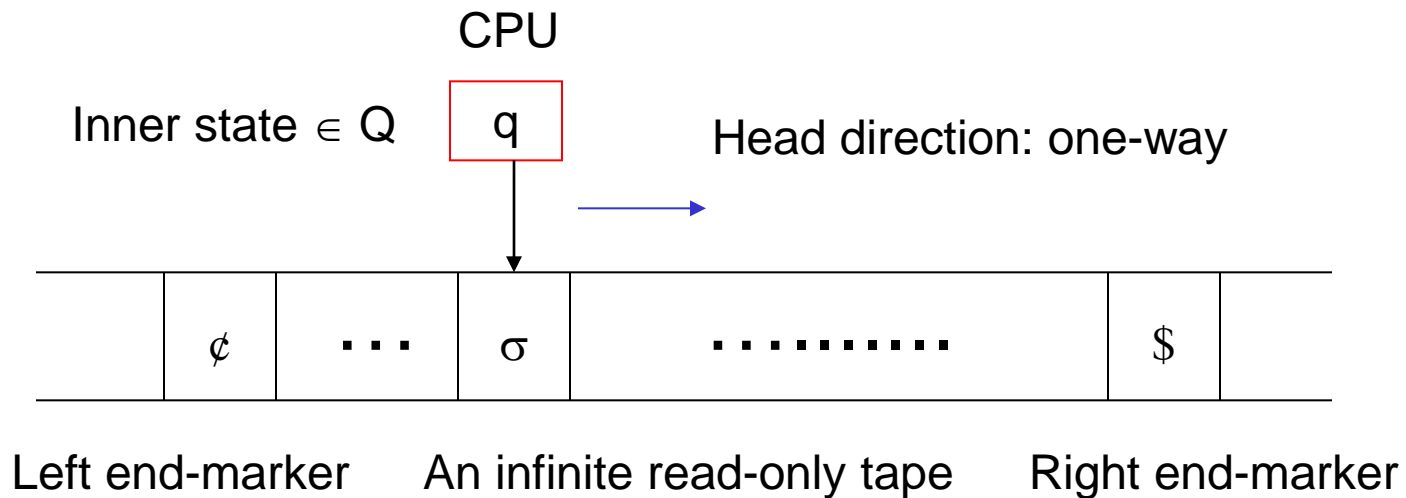 CPU
Inner state ∈ Q q Head direction: one-way
¢ ... σ .......... $
Left end-marker An infinite read-only tape Right end-marker